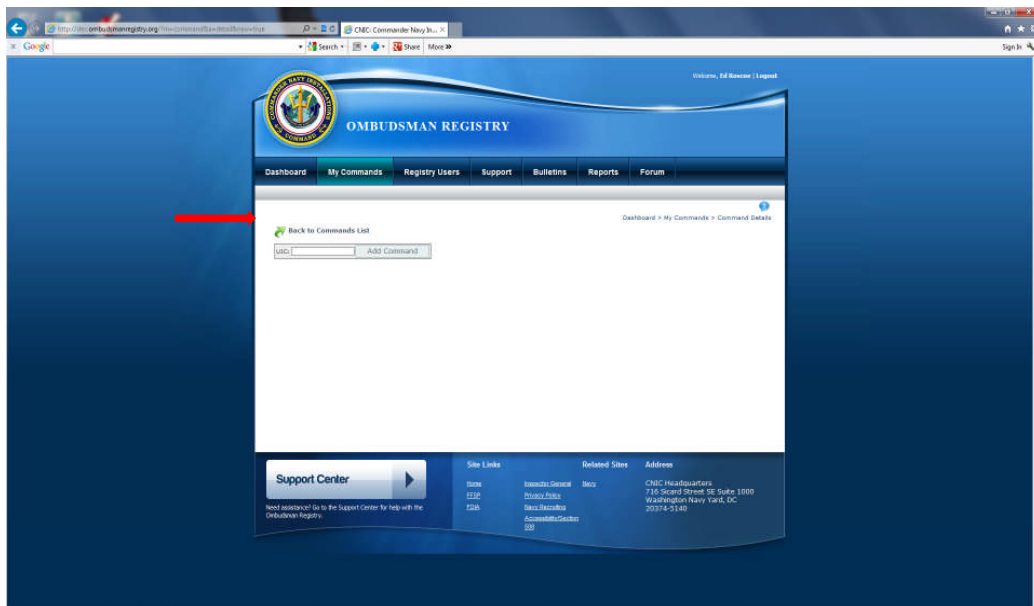 CNIC: Commander Navy In...
Google
Search
Share
More »
Sign In
Welcome, Ed Roscoe | Logout
COMMANDER NAVY INSTALLATIONS
COMMAND
OMBUDSMAN REGISTRY
Dashboard
My Commands
Registry Users
Support
Bulletins
Reports
Forum
Dashboard > My Commands > Command Details
Back to Commands List
UIC:
Add Command
Support Center
Need assistance? Go to the Support Center for help with the
Ombudsman Registry.
Site Links
Home
FFSP
FOIA
Inspector General
Privacy Policy
Navy Recruiting
Accessibility/Section
508
Related Sites
Navy
Address
CNIC Headquarters
716 Sicard Street SE Suite 1000
Washington Navy Yard, DC
20374-5140